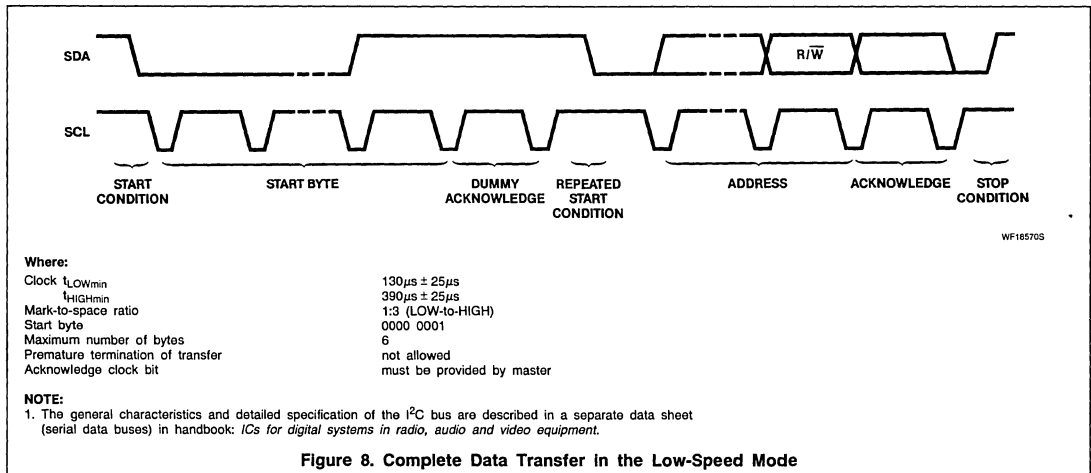 SDA
R/W̅
SCL
START CONDITION
START BYTE
DUMMY ACKNOWLEDGE
REPEATED START CONDITION
ADDRESS
ACKNOWLEDGE
STOP CONDITION
WF18570S
Where:
Clock tLOWmin 130µs ± 25µs
tHIGHmin 390µs ± 25µs
Mark-to-space ratio 1:3 (LOW-to-HIGH)
Start byte 0000 0001
Maximum number of bytes 6
Premature termination of transfer not allowed
Acknowledge clock bit must be provided by master
NOTE:
1. The general characteristics and detailed specification of the I²C bus are described in a separate data sheet
(serial data buses) in handbook: ICs for digital systems in radio, audio and video equipment.
Figure 8. Complete Data Transfer in the Low-Speed Mode